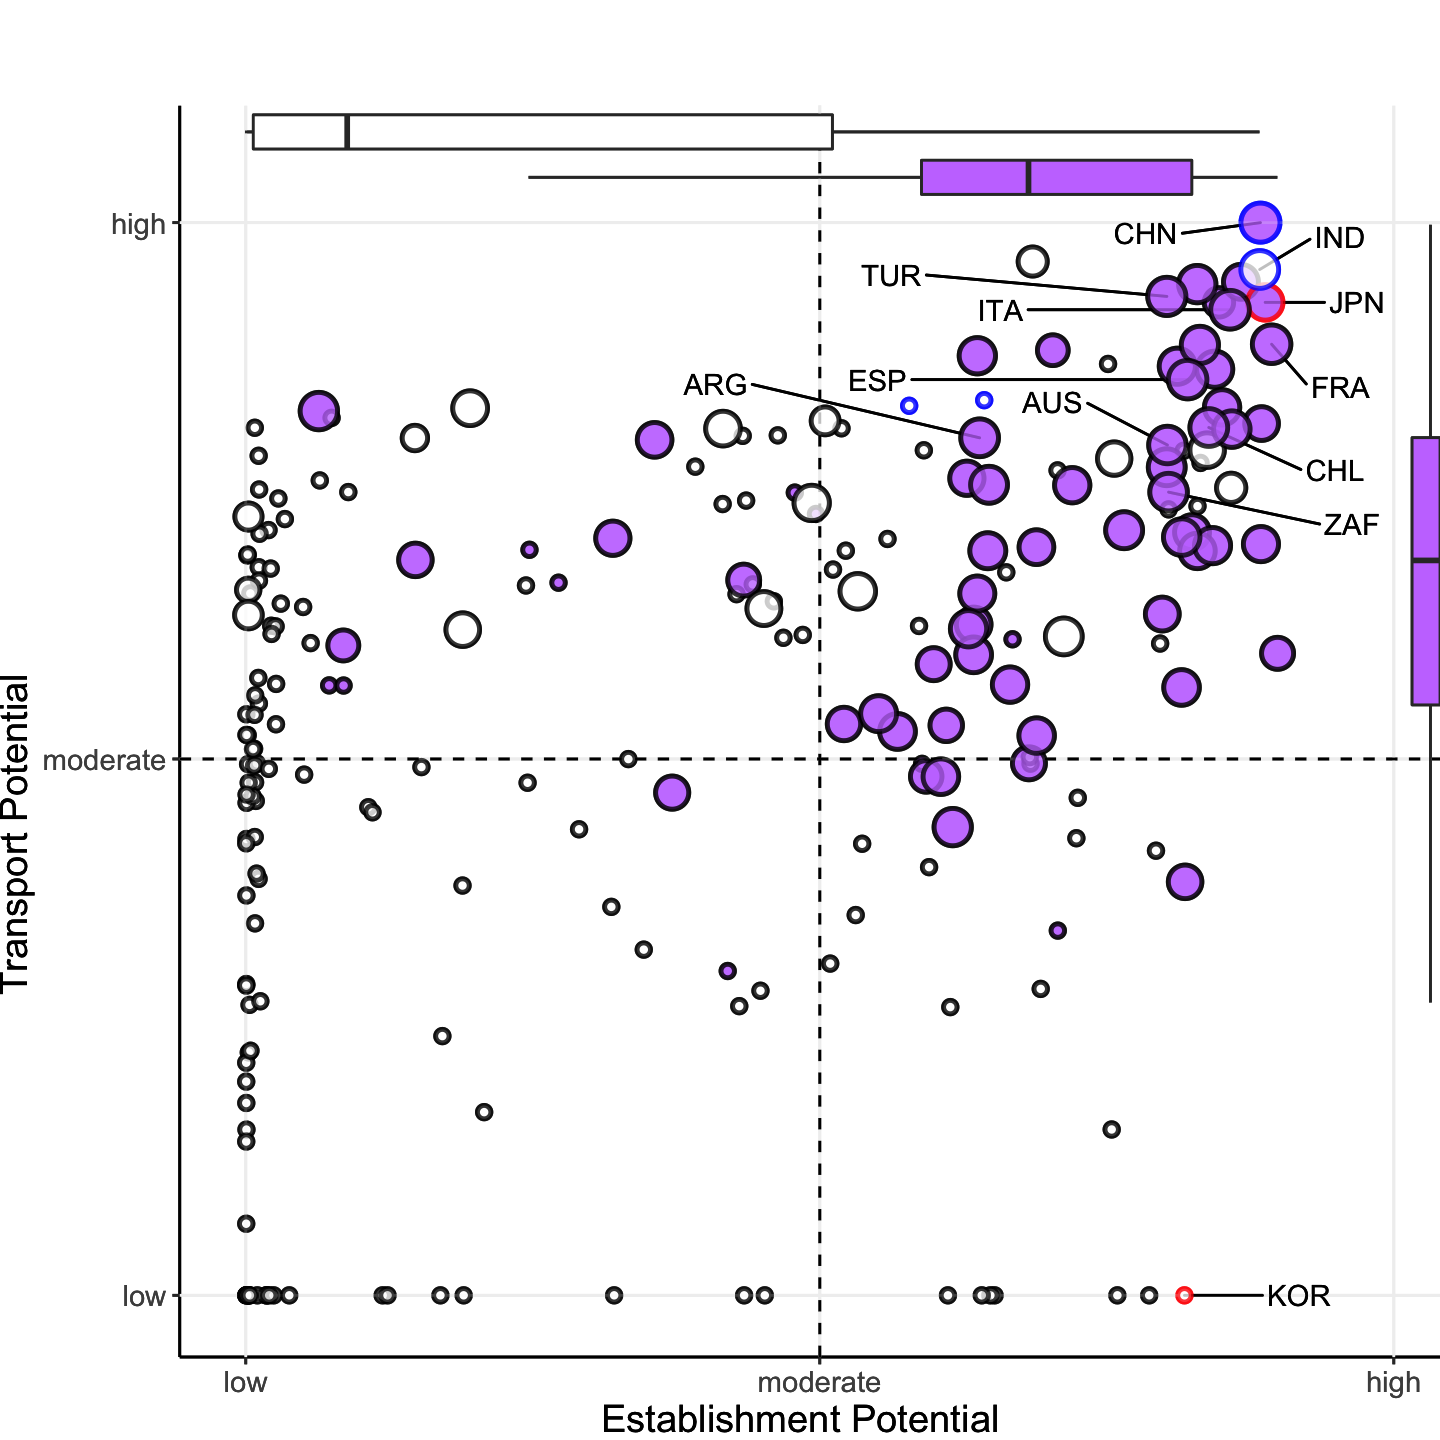 high
CHN
IND
TUR
ITA
JPN
ARG
ESP
AUS
FRA
CHL
ZAF
Transport Potential
moderate
low
KOR
low
moderate
high
Establishment Potential